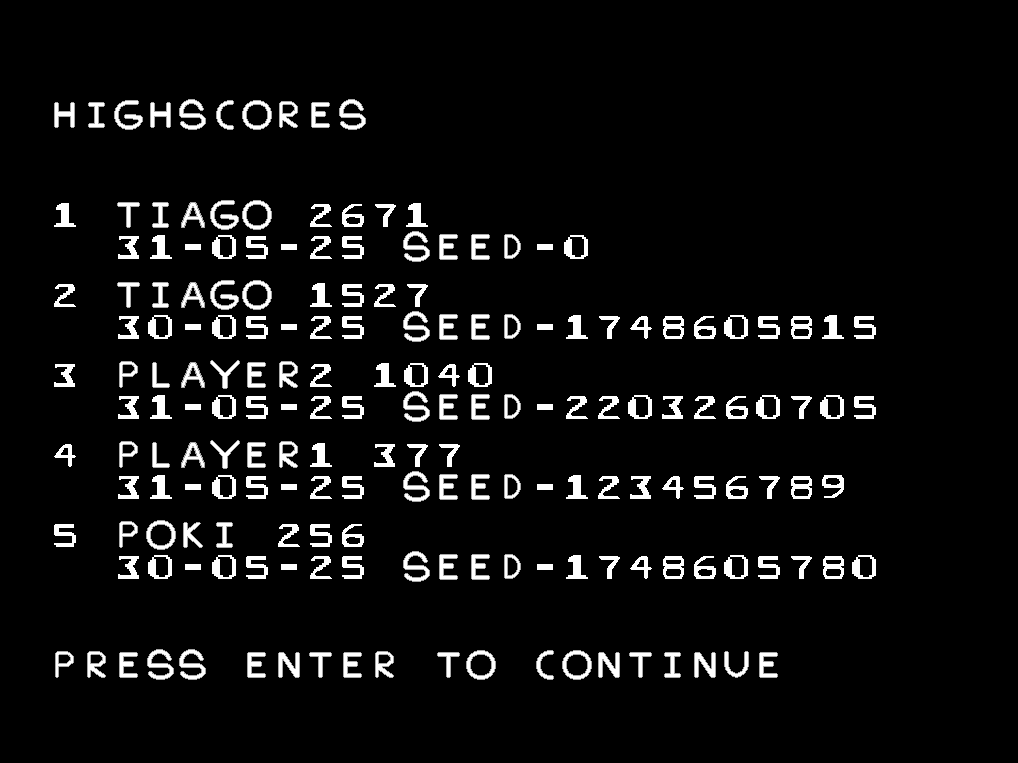 HIGHSCORES
1 TIAGO 2671
31-05-25 SEED-0
2 TIAGO 1527
30-05-25 SEED-1748605815
3 PLAYER2 1040
31-05-25 SEED-2203260705
4 PLAYER1 377
31-05-25 SEED-123456789
5 POKI 256
30-05-25 SEED-1748605780
PRESS ENTER TO CONTINUE